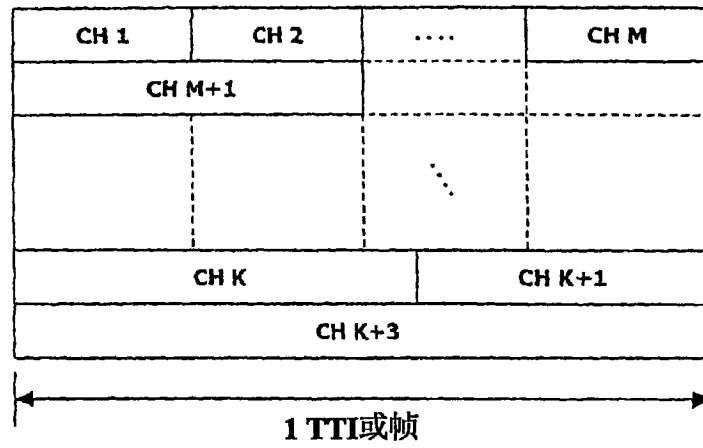 CH 1 CH 2 .... CH M
CH M+1
CH K CH K+1
CH K+3
1 TTI或帧